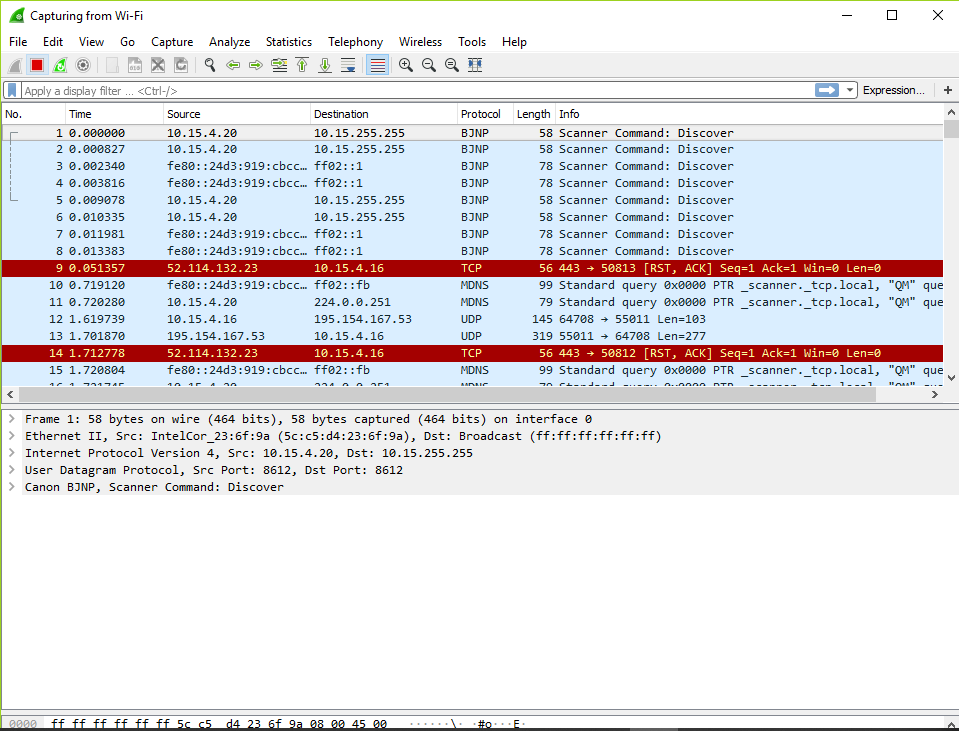 Capturing from Wi-Fi
File Edit View Go Capture Analyze Statistics Telephony Wireless Tools Help
Apply a display filter ... <Ctrl-/> Expression... +
No. Time Source Destination Protocol Length Info
1 0.000000 10.15.4.20 10.15.255.255 BJNP 58 Scanner Command: Discover
2 0.000827 10.15.4.20 10.15.255.255 BJNP 58 Scanner Command: Discover
3 0.002340 fe80::24d3:919:cbcc… ff02::1 BJNP 78 Scanner Command: Discover
4 0.003816 fe80::24d3:919:cbcc… ff02::1 BJNP 78 Scanner Command: Discover
5 0.009078 10.15.4.20 10.15.255.255 BJNP 58 Scanner Command: Discover
6 0.010335 10.15.4.20 10.15.255.255 BJNP 58 Scanner Command: Discover
7 0.011981 fe80::24d3:919:cbcc… ff02::1 BJNP 78 Scanner Command: Discover
8 0.013383 fe80::24d3:919:cbcc… ff02::1 BJNP 78 Scanner Command: Discover
9 0.051357 52.114.132.23 10.15.4.16 TCP 56 443 → 50813 [RST, ACK] Seq=1 Ack=1 Win=0 Len=0
10 0.719120 fe80::24d3:919:cbcc… ff02::fb MDNS 99 Standard query 0x0000 PTR _scanner._tcp.local, "QM" que
11 0.720280 10.15.4.20 224.0.0.251 MDNS 79 Standard query 0x0000 PTR _scanner._tcp.local, "QM" que
12 1.619739 10.15.4.16 195.154.167.53 UDP 145 64708 → 55011 Len=103
13 1.701870 195.154.167.53 10.15.4.16 UDP 319 55011 → 64708 Len=277
14 1.712778 52.114.132.23 10.15.4.16 TCP 56 443 → 50812 [RST, ACK] Seq=1 Ack=1 Win=0 Len=0
15 1.720804 fe80::24d3:919:cbcc… ff02::fb MDNS 99 Standard query 0x0000 PTR _scanner._tcp.local, "QM" que
Frame 1: 58 bytes on wire (464 bits), 58 bytes captured (464 bits) on interface 0
Ethernet II, Src: IntelCor_23:6f:9a (5c:c5:d4:23:6f:9a), Dst: Broadcast (ff:ff:ff:ff:ff:ff)
Internet Protocol Version 4, Src: 10.15.4.20, Dst: 10.15.255.255
User Datagram Protocol, Src Port: 8612, Dst Port: 8612
Canon BJNP, Scanner Command: Discover
0000 ff ff ff ff ff ff 5c c5 d4 23 6f 9a 08 00 45 00 ······\· ·#o···E·